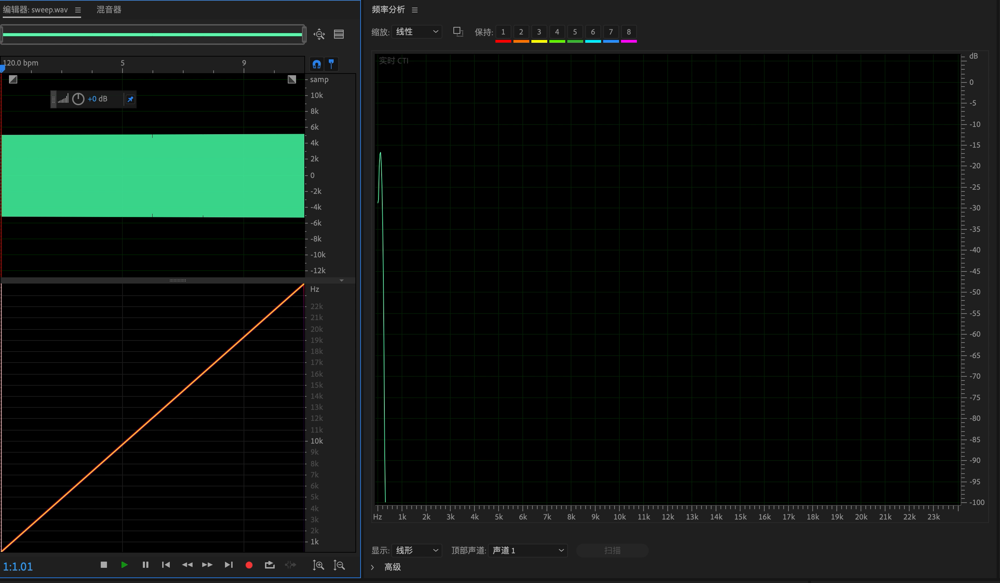 编辑器: sweep.wav
混音器
120.0 bpm
5
9
samp
10k
8k
6k
4k
2k
0
-2k
-4k
-6k
-8k
-10k
-12k
+0 dB
Hz
22k
21k
20k
19k
18k
17k
16k
15k
14k
13k
12k
11k
10k
9k
8k
7k
6k
5k
4k
3k
2k
1k
1:1.01
频率分析
缩放: 线性
保持: 1 2 3 4 5 6 7 8
实时 CTI
dB
0
-5
-10
-15
-20
-25
-30
-35
-40
-45
-50
-55
-60
-65
-70
-75
-80
-85
-90
-95
-100
Hz 1k 2k 3k 4k 5k 6k 7k 8k 9k 10k 11k 12k 13k 14k 15k 16k 17k 18k 19k 20k 21k 22k 23k
显示: 线形 顶部声道: 声道 1 扫描
高级